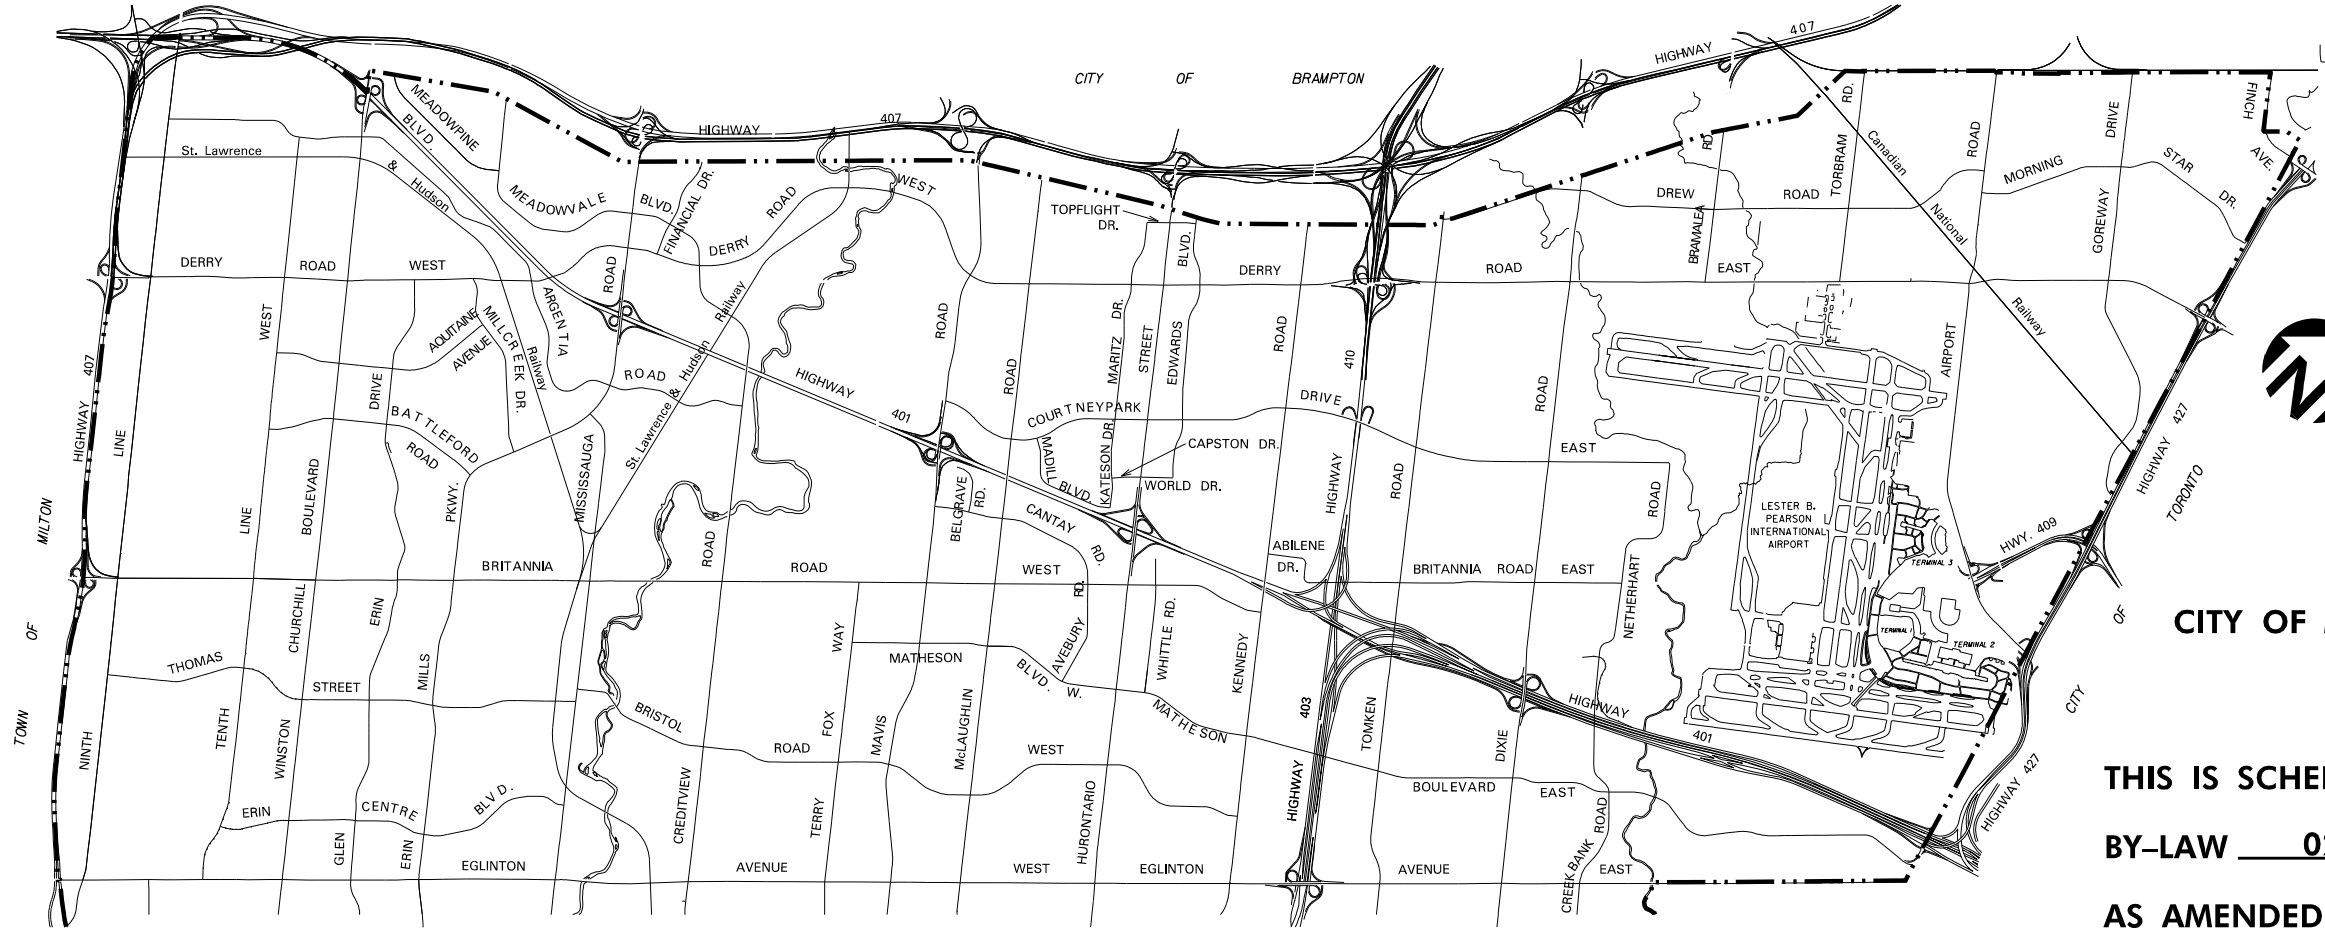 CITY OF BRAMPTON
HIGHWAY 407
HIGHWAY 407
MEADOWPINE
BLVD.
St. Lawrence
&
Hudson
Railway
MEADOWVALE
BLVD.
FINANCIAL DR.
DERRY
ROAD
WEST
TOPFLIGHT
DR.
DREW
ROAD
BRAMALEA
RD.
TORBRAM
RD.
Canadian
National
Railway
AIRPORT
ROAD
MORNING
STAR
DR.
GOREWAY
DRIVE
FINCH
AVE.
DERRY ROAD WEST
DERRY ROAD EAST
HIGHWAY 407
NINTH
LINE
TENTH
LINE
WEST
WINSTON
CHURCHILL
BOULEVARD
GLEN
ERIN
DRIVE
AQUITAINE
AVENUE
MILLCREEK DR.
ARGENTIA
ROAD
BATTLEFORD
ROAD
ERIN
MILLS
PKWY.
MISSISSAUGA
ROAD
St. Lawrence & Hudson
Railway
HIGHWAY 401
CREDITVIEW
ROAD
TERRY
FOX
WAY
MAVIS
ROAD
McLAUGHLIN
ROAD
BELGRAVE
RD.
CANTAY
RD.
MADILL
BLVD.
COURTNEYPARK
DRIVE
EAST
KATESON DR.
MARITZ DR.
CAPSTON DR.
WORLD DR.
EDWARDS
BLVD.
HURONTARIO
STREET
WHITTLE RD.
AVEBURY
RD.
KENNEDY
ROAD
ABILENE
DR.
HIGHWAY
410
TOMKEN
ROAD
DIXIE
ROAD
NETHERHART
ROAD
CREEKBANK
ROAD
LESTER B.
PEARSON
INTERNATIONAL
AIRPORT
TERMINAL 3
TERMINAL 1
TERMINAL 2
HWY. 409
HIGHWAY 427
HIGHWAY 427
CITY
OF
TORONTO
TOWN
OF
MILTON
BRITANNIA ROAD WEST
BRITANNIA ROAD EAST
THOMAS
STREET
BRISTOL
ROAD
WEST
MATHESON
BLVD.
W.
MATHESON
BOULEVARD
EAST
HIGHWAY
401
HIGHWAY
403
ERIN
CENTRE
BLVD.
EGLINTON AVENUE WEST
EGLINTON AVENUE EAST
CITY OF
THIS IS
BY-LAW
AS AMENDED